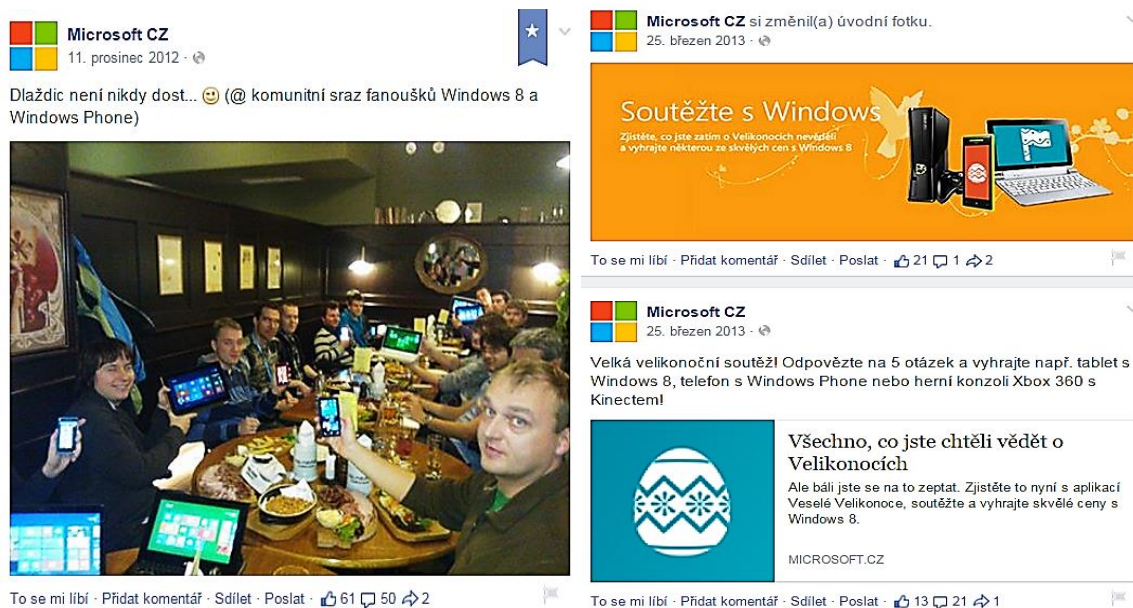 Microsoft CZ
11. prosinec 2012 ·
Dlaždic není nikdy dost... (@ komunitní sraz fanoušků Windows 8 a
Windows Phone)
To se mi líbí · Přidat komentář · Sdílet · Poslat · 61 50 2
Microsoft CZ si změnil(a) úvodní fotku.
25. březen 2013 ·
Soutěžte s Windows
Zjistěte, co jste zatím o Velikonocích nevěděli
a vyhrajte některou ze skvělých cen s Windows 8
To se mi líbí · Přidat komentář · Sdílet · Poslat · 21 1 2
Microsoft CZ
25. březen 2013 ·
Velká velikonoční soutěž! Odpovězte na 5 otázek a vyhrajte např. tablet s
Windows 8, telefon s Windows Phone nebo herní konzoli Xbox 360 s
Kinectem!
Všechno, co jste chtěli vědět o
Velikonocích
Ale báli jste se na to zeptat. Zjistěte to nyní s aplikací
Veselé Velikonoce, soutěžte a vyhrajte skvělé ceny s
Windows 8.
MICROSOFT.CZ
To se mi líbí · Přidat komentář · Sdílet · Poslat · 13 21 1